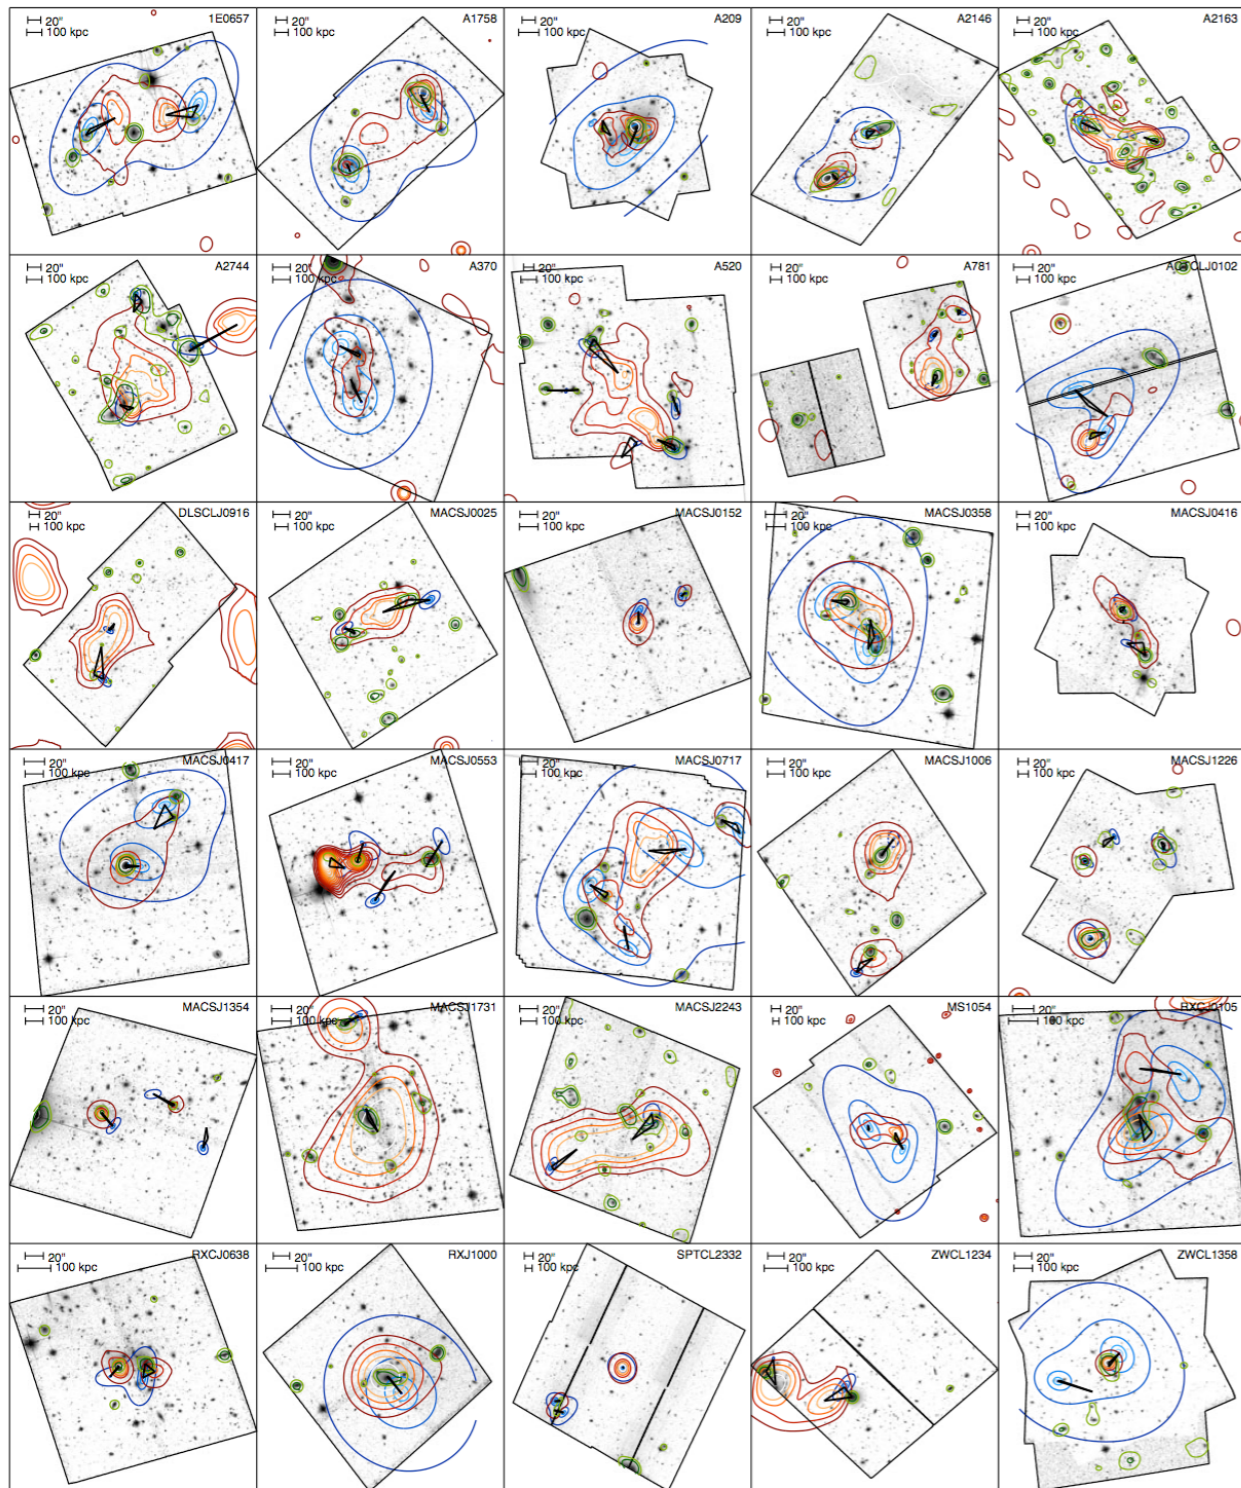 1E0657
20"
100 kpc
A1758
20"
100 kpc
A209
20"
100 kpc
A2146
20"
100 kpc
A2163
20"
100 kpc
A2744
20"
100 kpc
A370
20"
100 kpc
A520
20"
100 kpc
A781
20"
100 kpc
ACTCLJ0102
20"
100 kpc
DLSCLJ0916
20"
100 kpc
MACSJ0025
20"
100 kpc
MACSJ0152
20"
100 kpc
MACSJ0358
20"
100 kpc
MACSJ0416
20"
100 kpc
MACSJ0417
20"
100 kpc
MACSJ0553
20"
100 kpc
MACSJ0717
20"
100 kpc
MACSJ1006
20"
100 kpc
MACSJ1226
20"
100 kpc
MACSJ1354
20"
100 kpc
MACSJ1731
20"
100 kpc
MACSJ2243
20"
100 kpc
MS1054
20"
100 kpc
RXCJ0105
20"
100 kpc
RXCJ0638
20"
100 kpc
RXJ1000
20"
100 kpc
SPTCL2332
20"
100 kpc
ZWCL1234
20"
100 kpc
ZWCL1358
20"
100 kpc